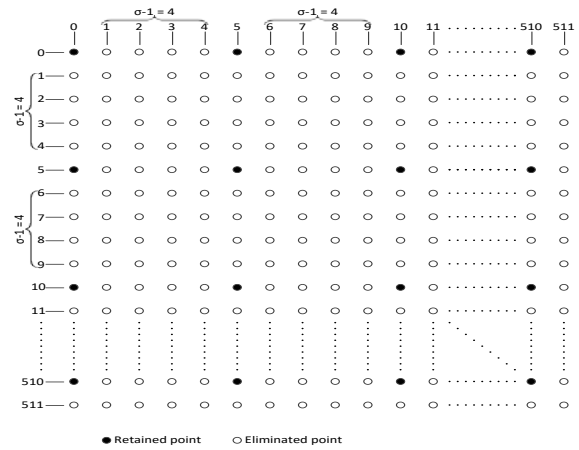 σ-1 = 4 σ-1 = 4
0 1 2 3 4 5 6 7 8 9 10 11 510 511
0
1
2
3
4
σ-1 = 4
5
6
7
8
9
σ-1 = 4
10
11
510
511
Retained point Eliminated point